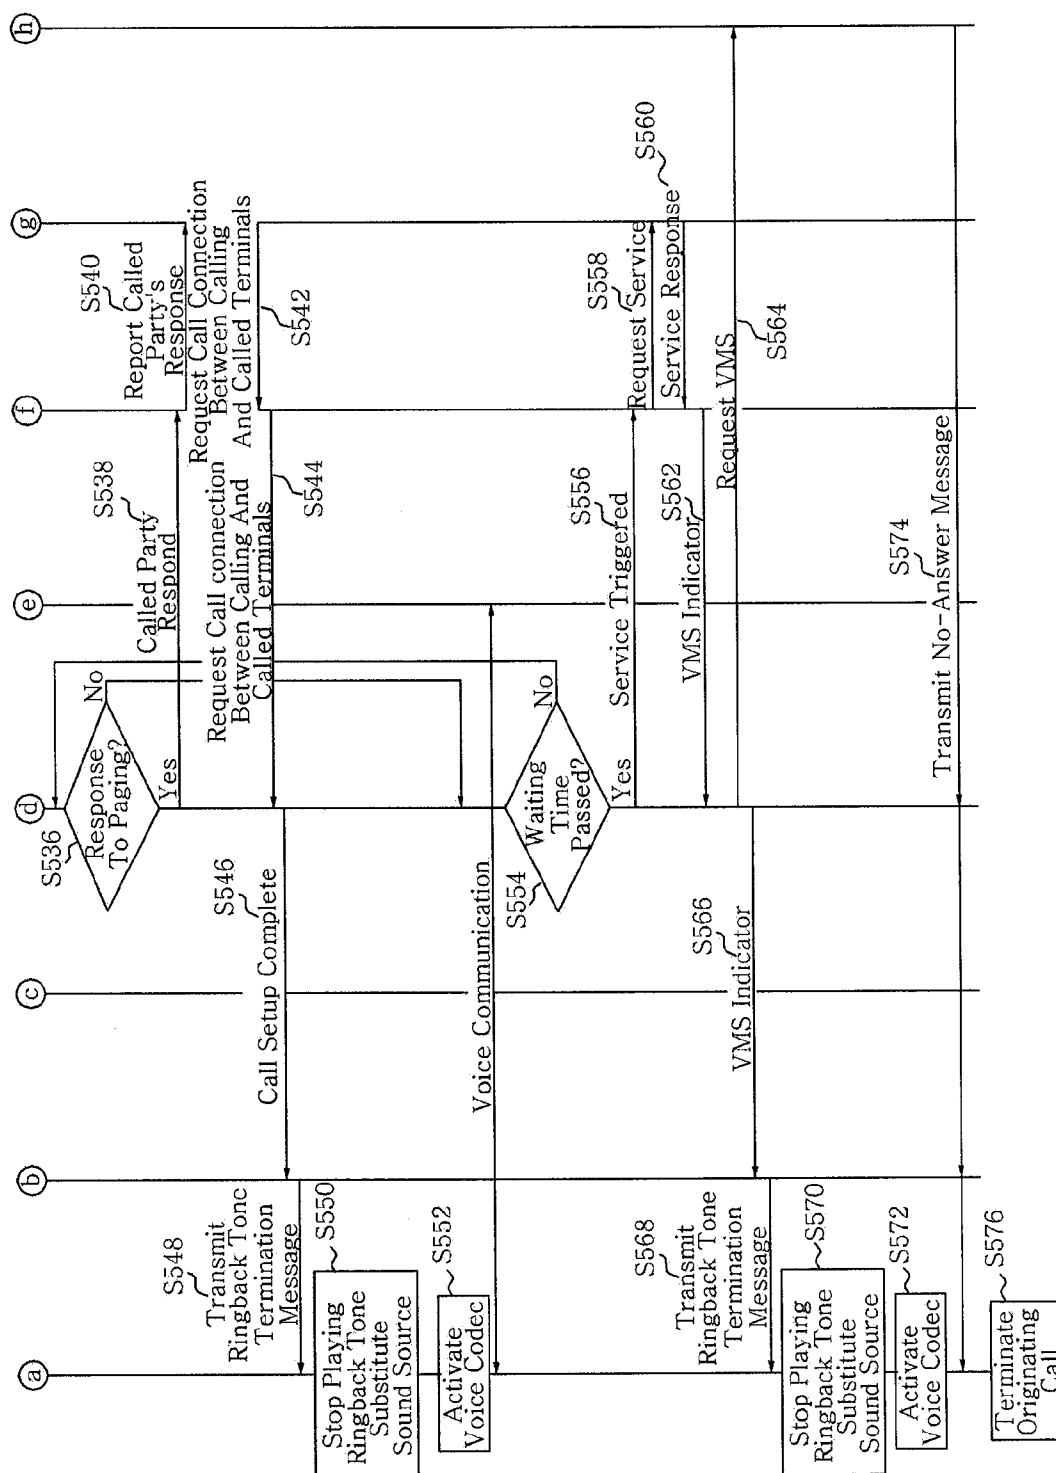 a
b
c
d
e
f
g
h
S536
Response
To Paging?
No
Yes
S538
Called Party
Respond
S540
Report Called
Party's
Response
Request Call Connection
Between Calling
And Called Terminals
S542
Request Call connection
Between Calling And
Called Terminals
S544
S546
Call Setup Complete
S548
Transmit
Ringback Tone
Termination
Message
S550
Stop Playing
Ringback Tone
Substitute
Sound Source
S552
Activate
Voice Codec
Voice Communication
S554
Waiting
Time
Passed?
No
Yes
S556
Service Triggered
S558
Request Service
S560
Service Response
S562
VMS Indicator
Request VMS
S564
S566
VMS Indicator
S568
Transmit
Ringback Tone
Termination
Message
S570
Stop Playing
Ringback Tone
Substitute
Sound Source
S572
Activate
Voice Codec
S574
Transmit No-Answer Message
S576
Terminate
Originating
Call